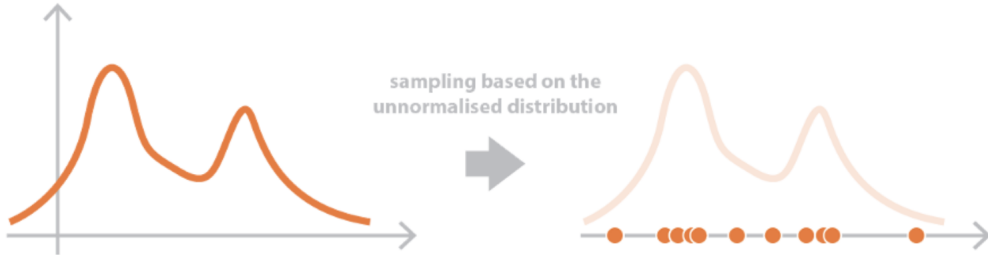 sampling based on the
unnormalised distribution